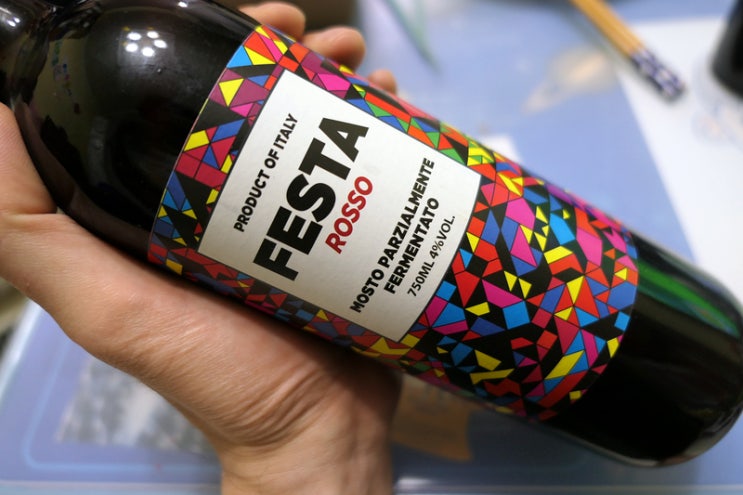 PRODUCT OF ITALY
FESTA
ROSSO
MOSTO PARZIALMENTE
FERMENTATO
750ML 4%VOL.